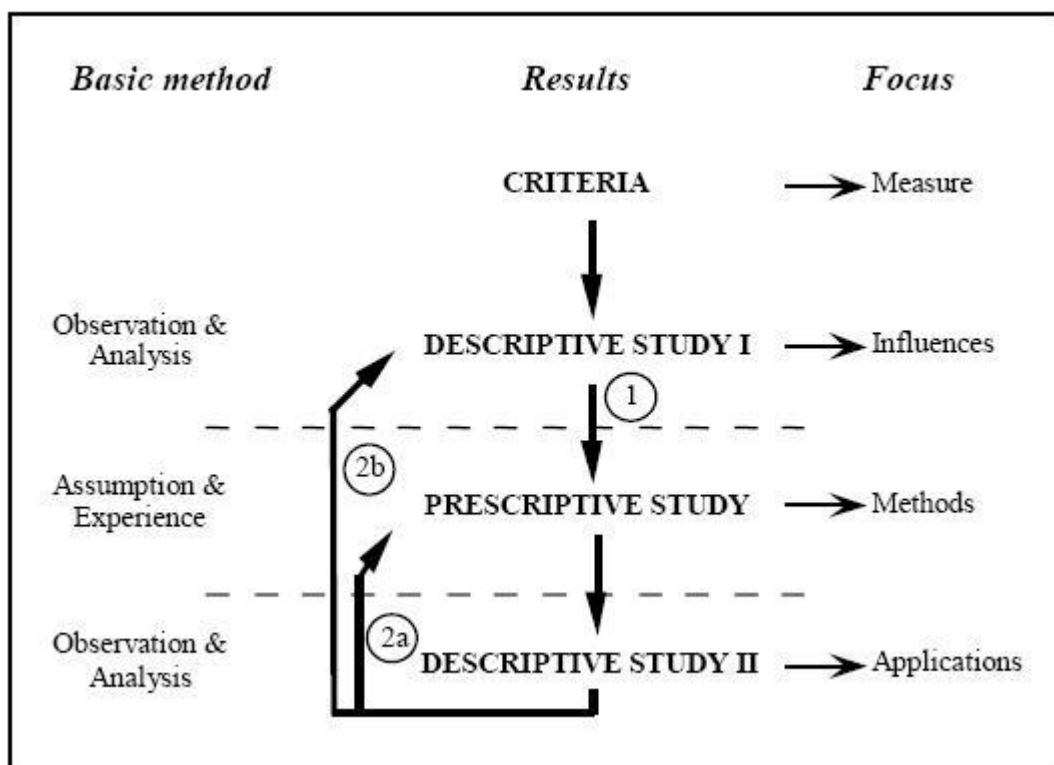 Basic method Results Focus
CRITERIA Measure
Observation &
Analysis
DESCRIPTIVE STUDY I Influences
1
2b
Assumption &
Experience
PRESCRIPTIVE STUDY Methods
2a
Observation &
Analysis
DESCRIPTIVE STUDY II Applications